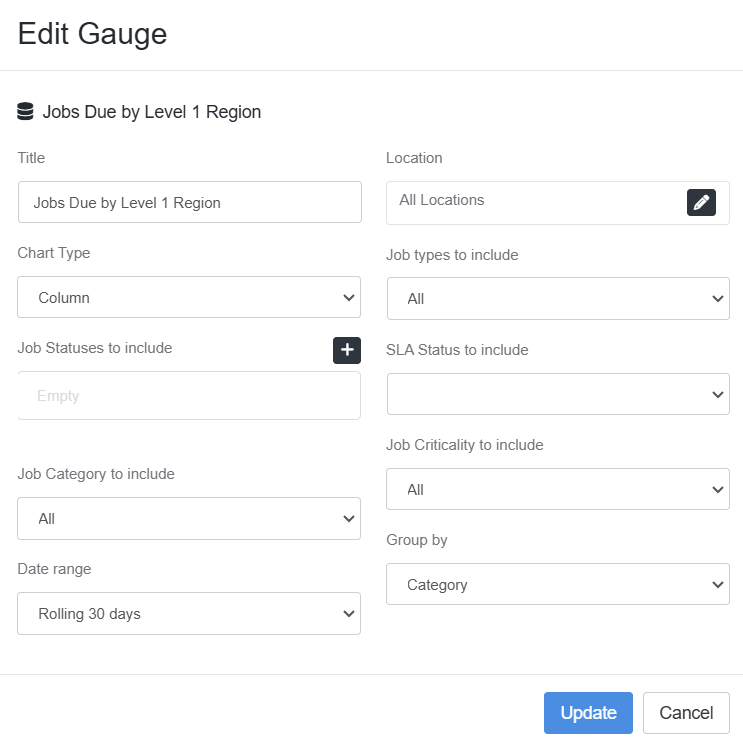 Edit Gauge
Jobs Due by Level 1 Region
Title
Jobs Due by Level 1 Region
Location
All Locations
Chart Type
Column
Job types to include
All
Job Statuses to include
Empty
SLA Status to include
Job Category to include
All
Job Criticality to include
All
Date range
Rolling 30 days
Group by
Category
Update
Cancel